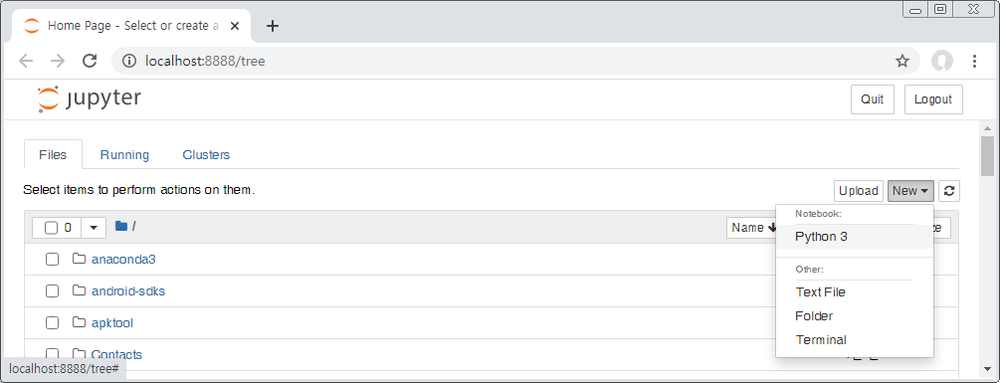 Home Page - Select or create a
localhost:8888/tree
jupyter
Quit Logout
Files Running Clusters
Select items to perform actions on them.
Upload New
0 / Name
Notebook:
Python 3
Other:
Text File
Folder
Terminal
anaconda3
android-sdks
apktool
Contacts
localhost:8888/tree#